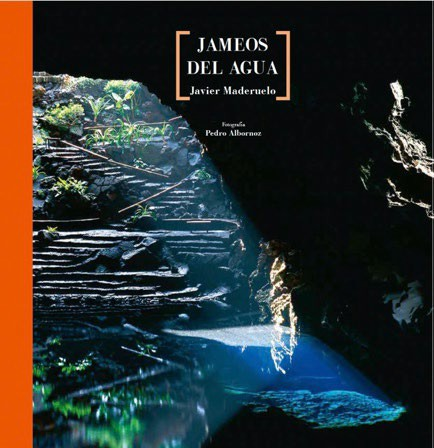 JAMEOS
DEL AGUA
Javier Maderuelo
Fotografía
Pedro Albornoz